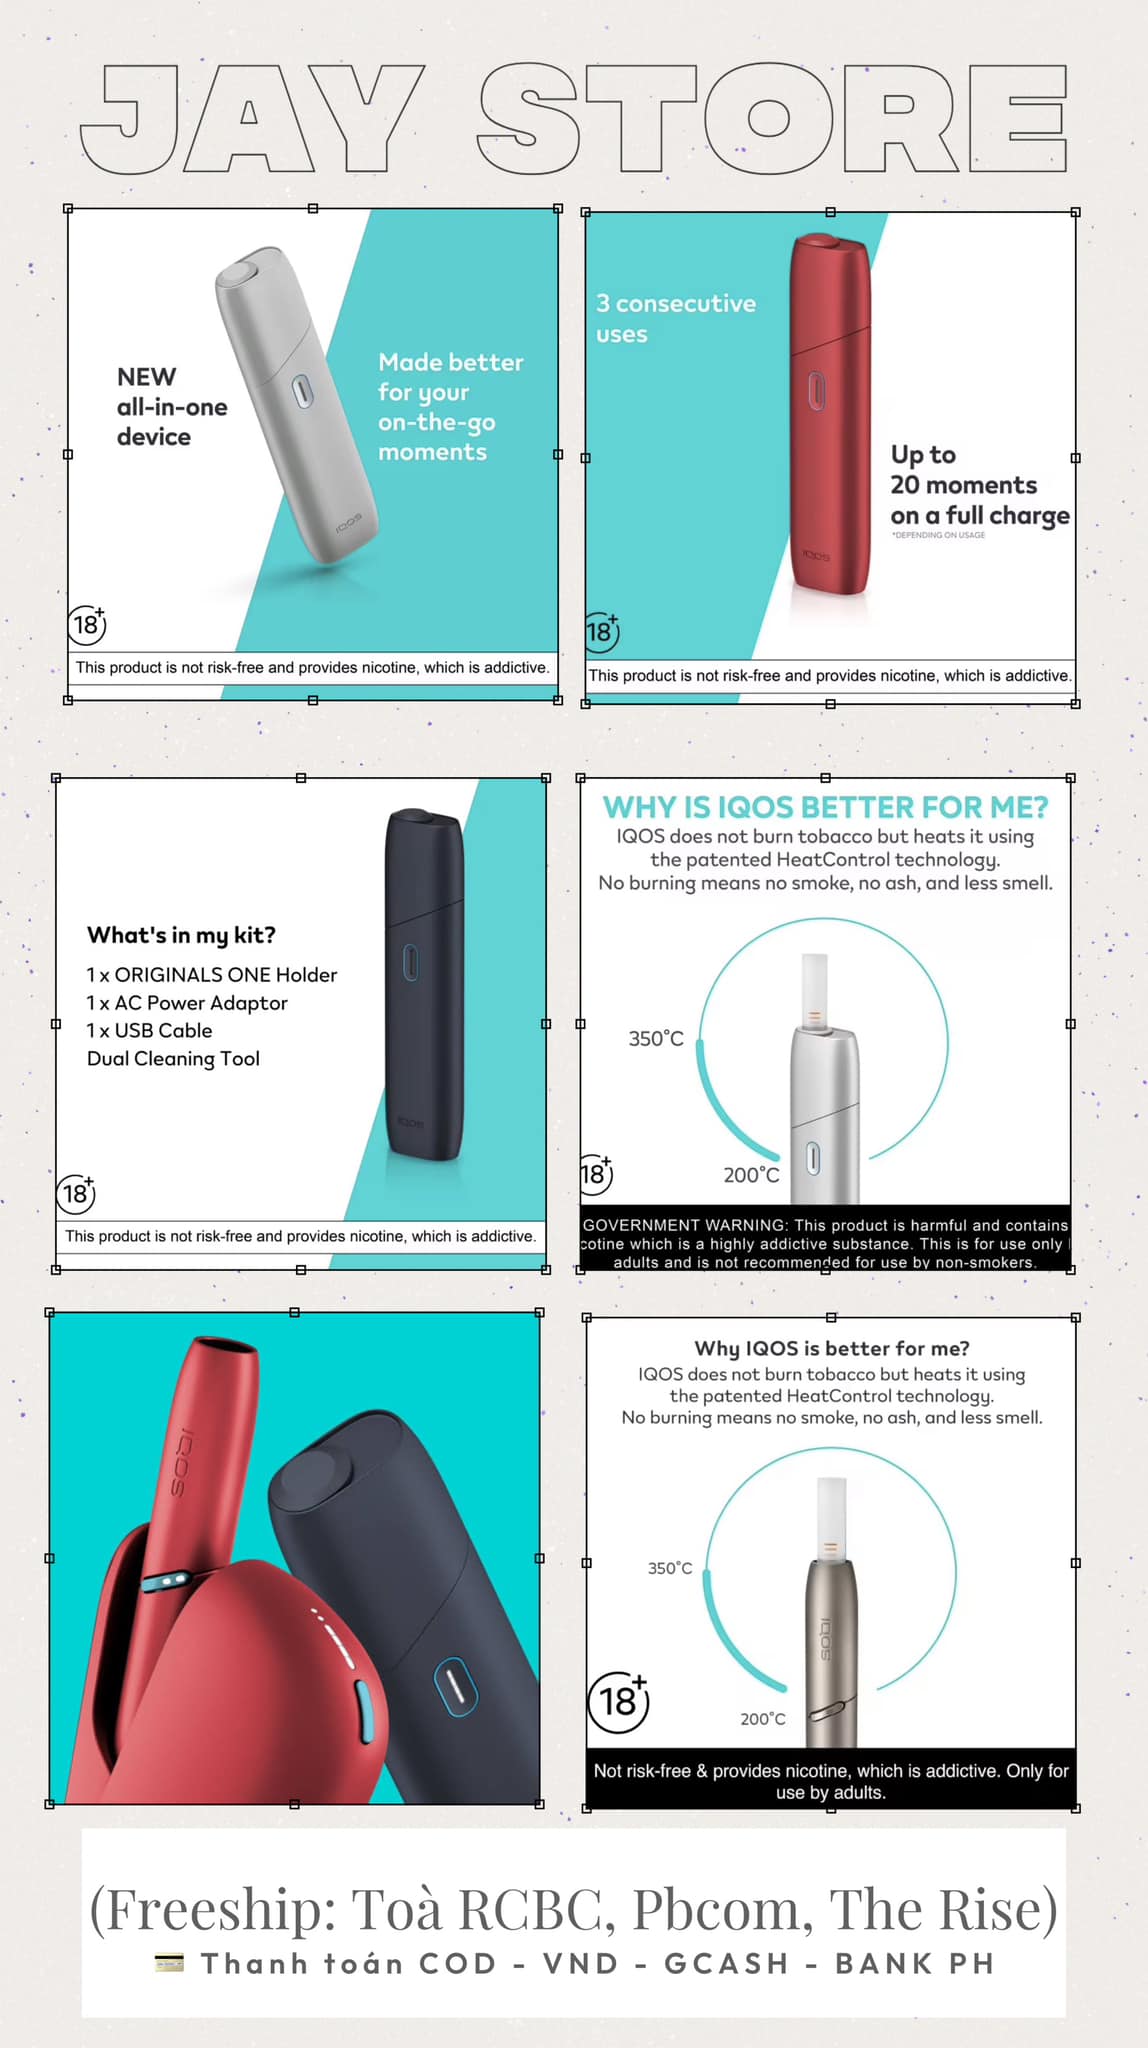 JAY STORE
NEW
all-in-one
device
Made better
for your
on-the-go
moments
IQOS
18+
This product is not risk-free and provides nicotine, which is addictive.
3 consecutive
uses
Up to
20 moments
on a full charge
*DEPENDING ON USAGE
IQOS
18+
This product is not risk-free and provides nicotine, which is addictive.
What's in my kit?
1 x ORIGINALS ONE Holder
1 x AC Power Adaptor
1 x USB Cable
Dual Cleaning Tool
IQOS
18+
This product is not risk-free and provides nicotine, which is addictive.
WHY IS IQOS BETTER FOR ME?
IQOS does not burn tobacco but heats it using
the patented HeatControl technology.
No burning means no smoke, no ash, and less smell.
350°C
200°C
18+
GOVERNMENT WARNING: This product is harmful and contains
cotine which is a highly addictive substance. This is for use only
adults and is not recommended for use by non-smokers.
IQOS
Why IQOS is better for me?
IQOS does not burn tobacco but heats it using
the patented HeatControl technology.
No burning means no smoke, no ash, and less smell.
350°C
IQOS
200°C
18+
Not risk-free & provides nicotine, which is addictive. Only for
use by adults.
(Freeship: Toà RCBC, Pbcom, The Rise)
💳 Thanh toán COD - VND - GCASH - BANK PH